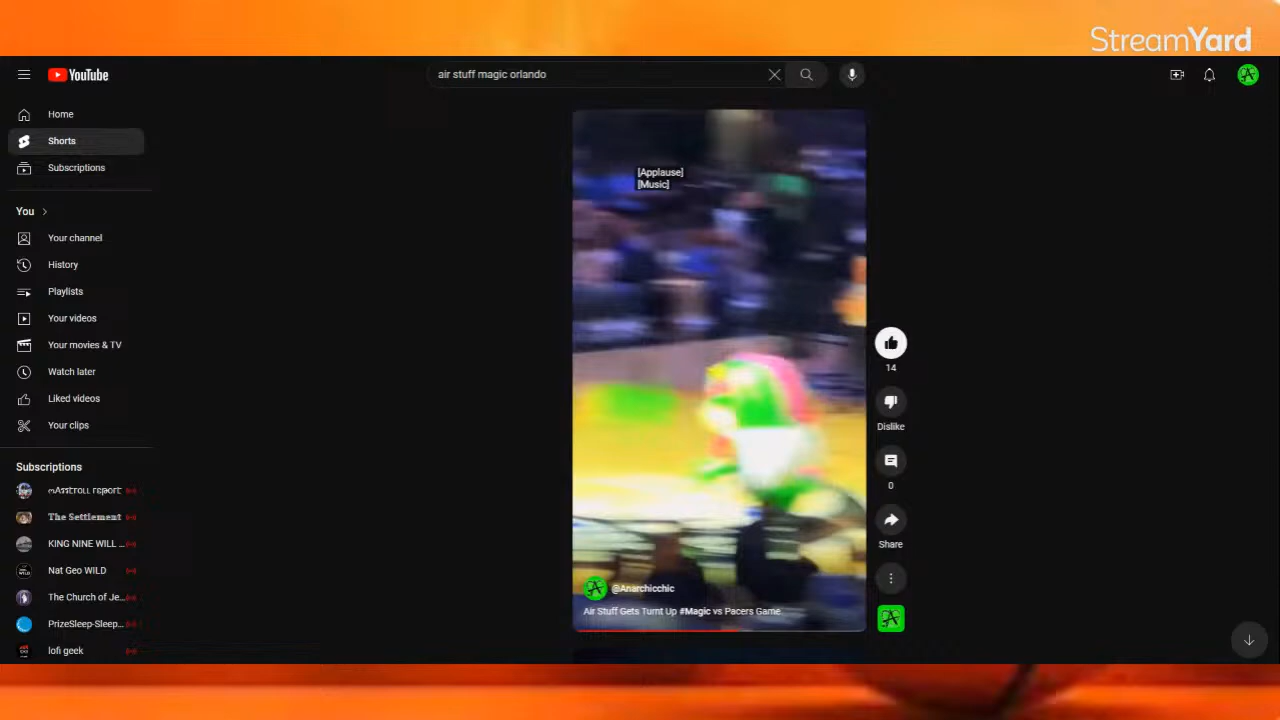 StreamYard
YouTube
air stuff magic orlando
Home
Shorts
Subscriptions
You
Your channel
History
Playlists
Your videos
Your movies & TV
Watch later
Liked videos
Your clips
Subscriptions
The Settlement
KING NINE WILL ...
Nat Geo WILD
The Church of Je...
PrizeSleep-Sleep...
lofi geek
[Applause]
[Music]
14
Dislike
0
Share
@Anarchicchic
Air Stuff Gets Turnt Up #Magic vs Pacers Game